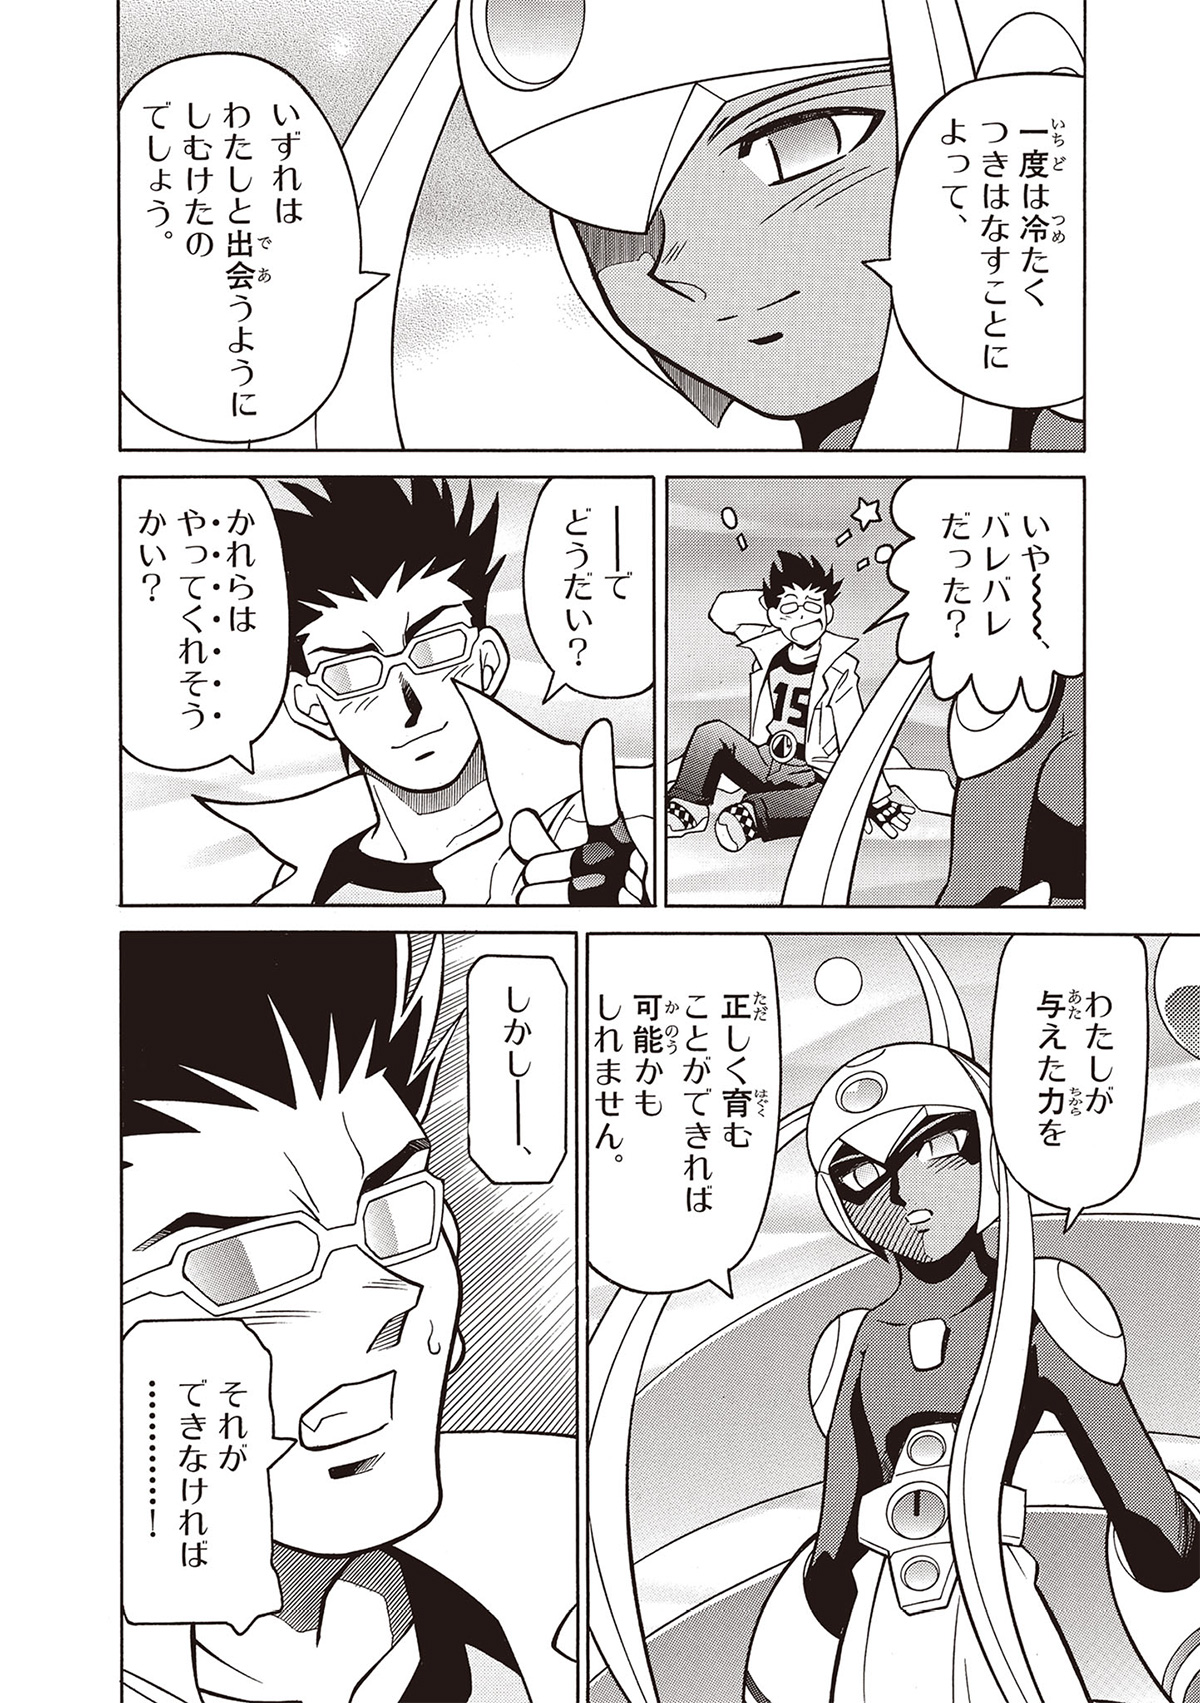 一度は冷たく
つきはなすことに
よって、
いずれは
わたしと出会うように
しむけたの
でしょう。
いや〜〜、
バレバレ
だった？
15
──で
どうだい？
かれらは
やってくれそう
かい？
わたしが
与えた力を
正しく育む
ことができれば
可能かも
しれません。
しかし──、
それが
できなければ
…………！